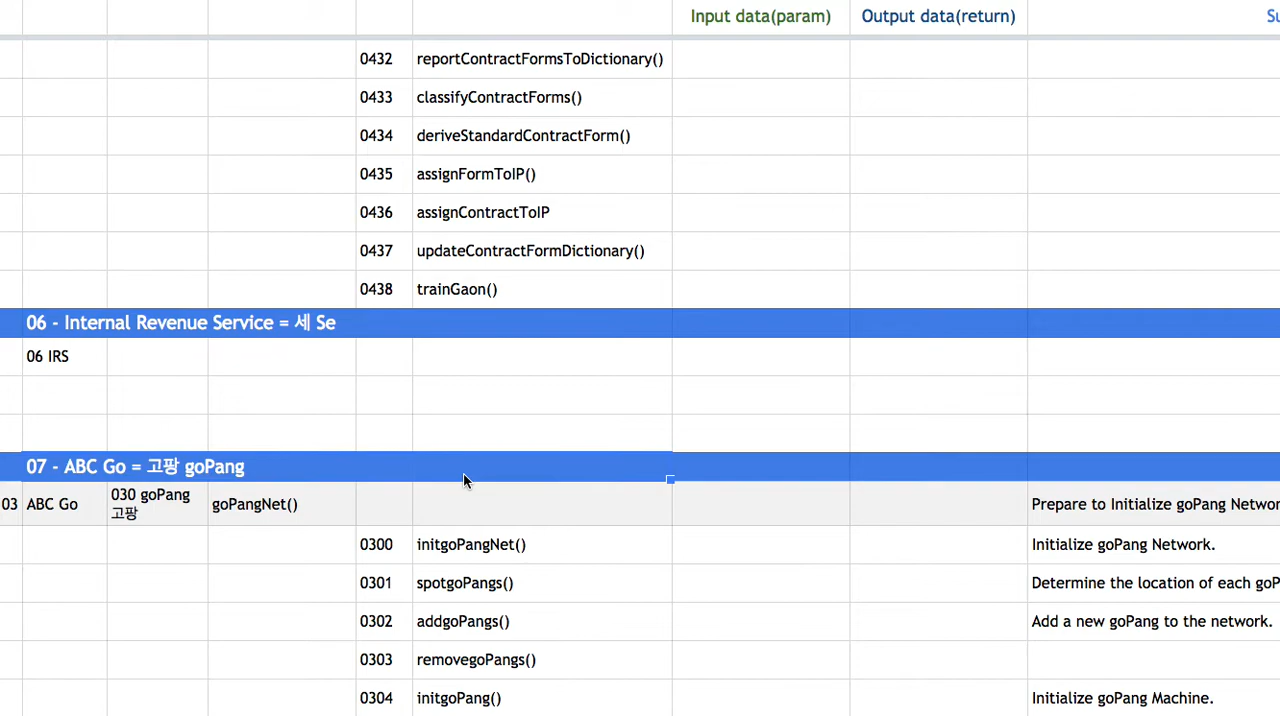 Input data(param) Output data(return) Su
0432 reportContractFormsToDictionary()
0433 classifyContractForms()
0434 deriveStandardContractForm()
0435 assignFormToIP()
0436 assignContractToIP
0437 updateContractFormDictionary()
0438 trainGaon()
06 - Internal Revenue Service = 세 Se
06 IRS
07 - ABC Go = 고팡 goPang
03 ABC Go 030 goPang 고팡 goPangNet() Prepare to Initialize goPang Networ
0300 initgoPangNet() Initialize goPang Network.
0301 spotgoPangs() Determine the location of each goP
0302 addgoPangs() Add a new goPang to the network.
0303 removegoPangs()
0304 initgoPang() Initialize goPang Machine.